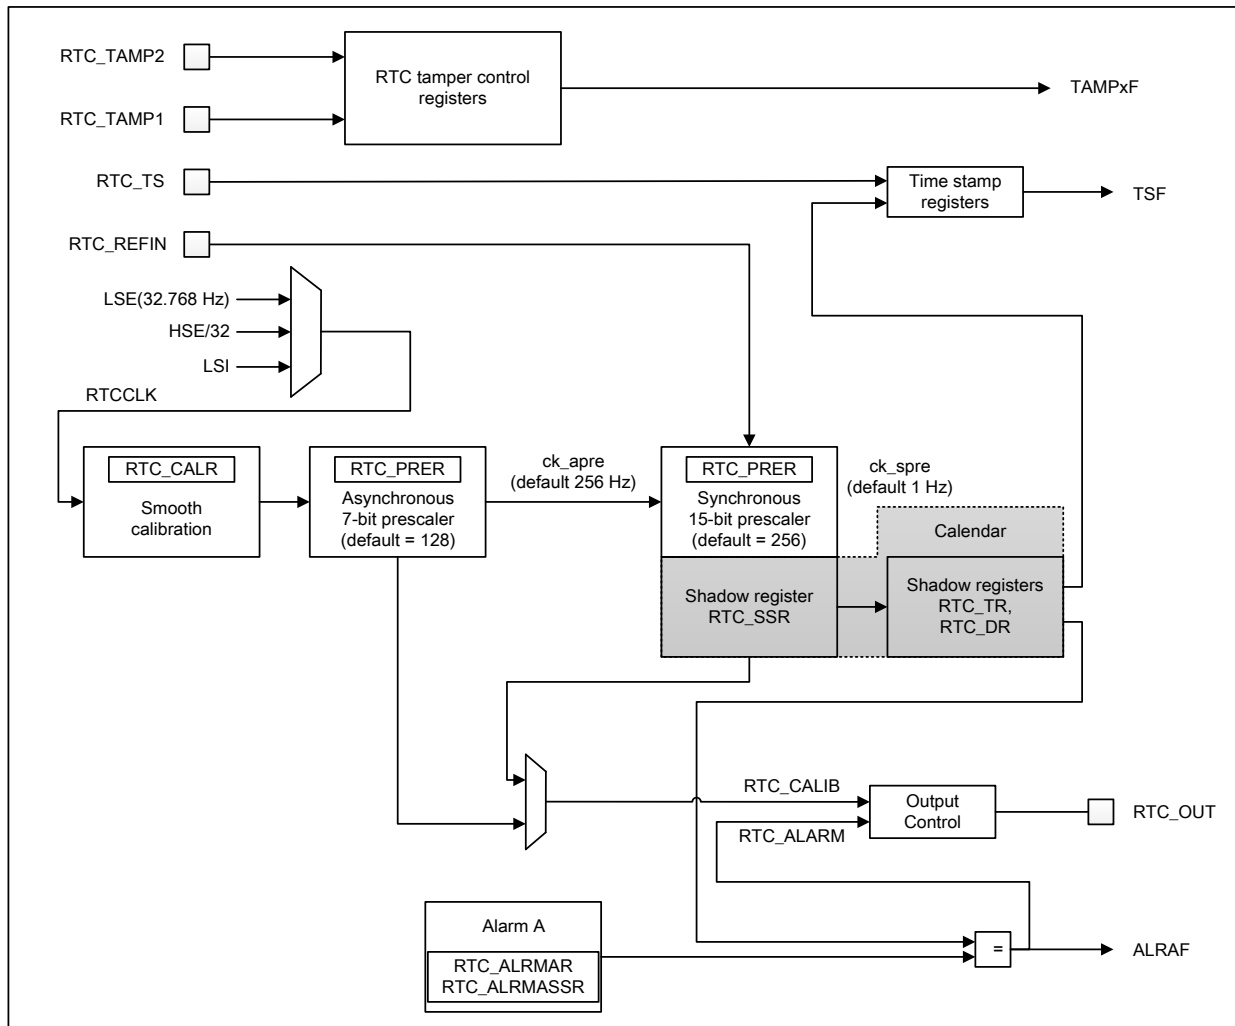 RTC_TAMP2
RTC tamper control
registers
TAMPxF
RTC_TAMP1
RTC_TS
Time stamp
registers
TSF
RTC_REFIN
LSE(32.768 Hz)
HSE/32
LSI
RTCCLK
RTC_CALR
Smooth
calibration
RTC_PRER
Asynchronous
7-bit prescaler
(default = 128)
ck_apre
(default 256 Hz)
RTC_PRER
Synchronous
15-bit prescaler
(default = 256)
ck_spre
(default 1 Hz)
Calendar
Shadow register
RTC_SSR
Shadow registers
RTC_TR,
RTC_DR
RTC_CALIB
Output
Control
RTC_OUT
RTC_ALARM
Alarm A
RTC_ALRMAR
RTC_ALRMASSR
=
ALRAF